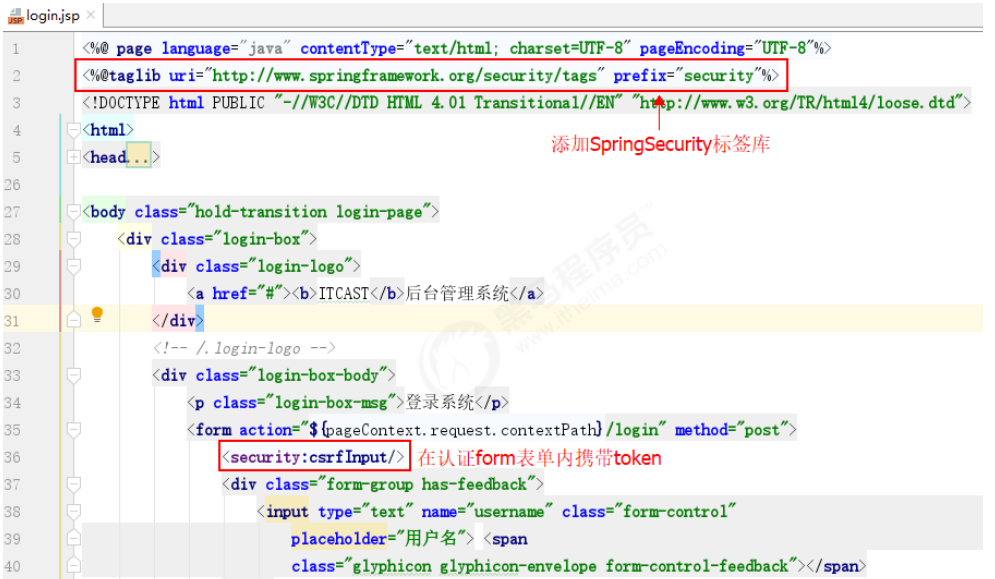 login.jsp
1 <%@ page language="java" contentType="text/html; charset=UTF-8" pageEncoding="UTF-8"%>
2 <%@taglib uri="http://www.springframework.org/security/tags" prefix="security"%>
3 <!DOCTYPE html PUBLIC "-//W3C//DTD HTML 4.01 Transitional//EN" "http://www.w3.org/TR/html4/loose.dtd">
4 <html>
添加SpringSecurity标签库
5 <head...>
26
27 <body class="hold-transition login-page">
28 <div class="login-box">
29 <div class="login-logo">
30 <a href="#"><b>ITCAST</b>后台管理系统</a>
31 </div>
32 <!-- /.login-logo -->
33 <div class="login-box-body">
34 <p class="login-box-msg">登录系统</p>
35 <form action="${pageContext.request.contextPath}/login" method="post">
36 <security:csrfInput/> 在认证form表单内携带token
37 <div class="form-group has-feedback">
38 <input type="text" name="username" class="form-control"
39 placeholder="用户名"> <span
40 class="glyphicon glyphicon-envelope form-control-feedback"></span>
黑马程序员
www.itheima.com